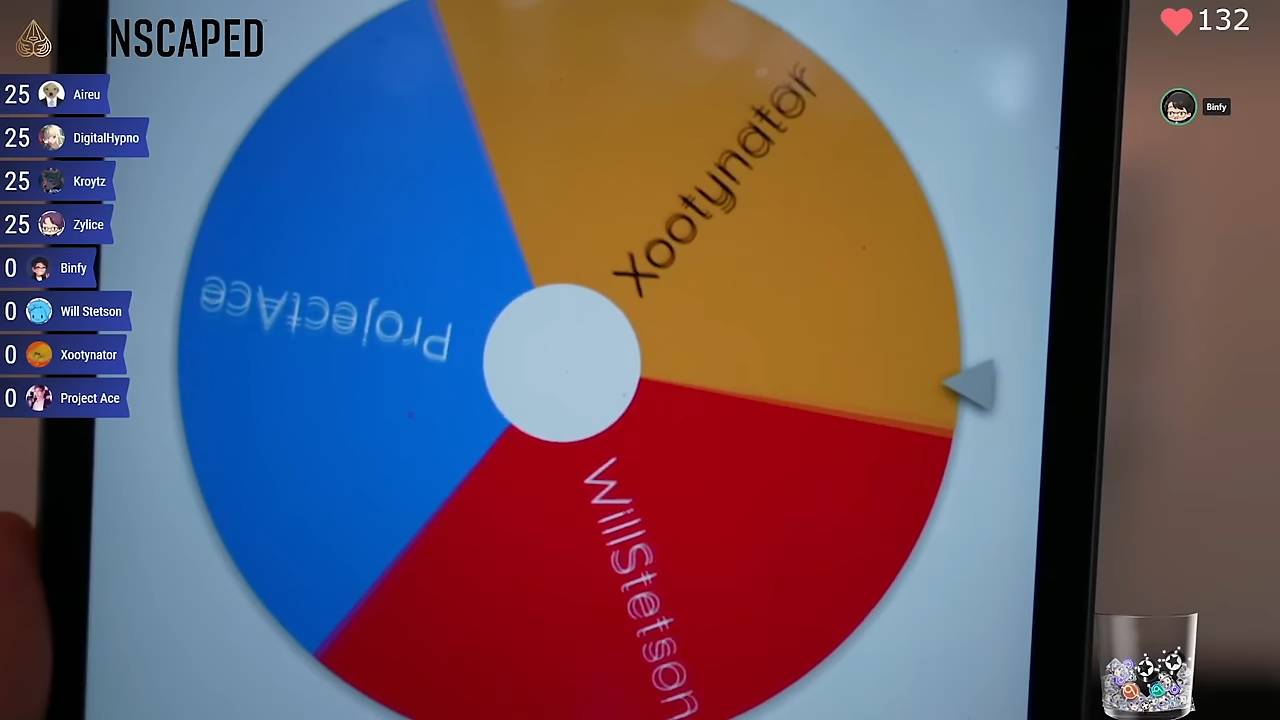 NSCAPED
132
25 Aireu
25 DigitalHypno
25 Kroytz
25 Zylice
0 Binfy
0 Will Stetson
0 Xootynator
0 Project Ace
Binfy
Xootynator
ProjectAce
WillStetson